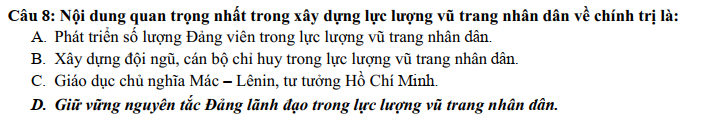 Câu 8: Nội dung quan trọng nhất trong xây dựng lực lượng vũ trang nhân dân về chính trị là:
A. Phát triển số lượng Đảng viên trong lực lượng vũ trang nhân dân.
B. Xây dựng đội ngũ, cán bộ chỉ huy trong lực lượng vũ trang nhân dân.
C. Giáo dục chủ nghĩa Mác – Lênin, tư tưởng Hồ Chí Minh.
D. Giữ vững nguyên tắc Đảng lãnh đạo trong lực lượng vũ trang nhân dân.